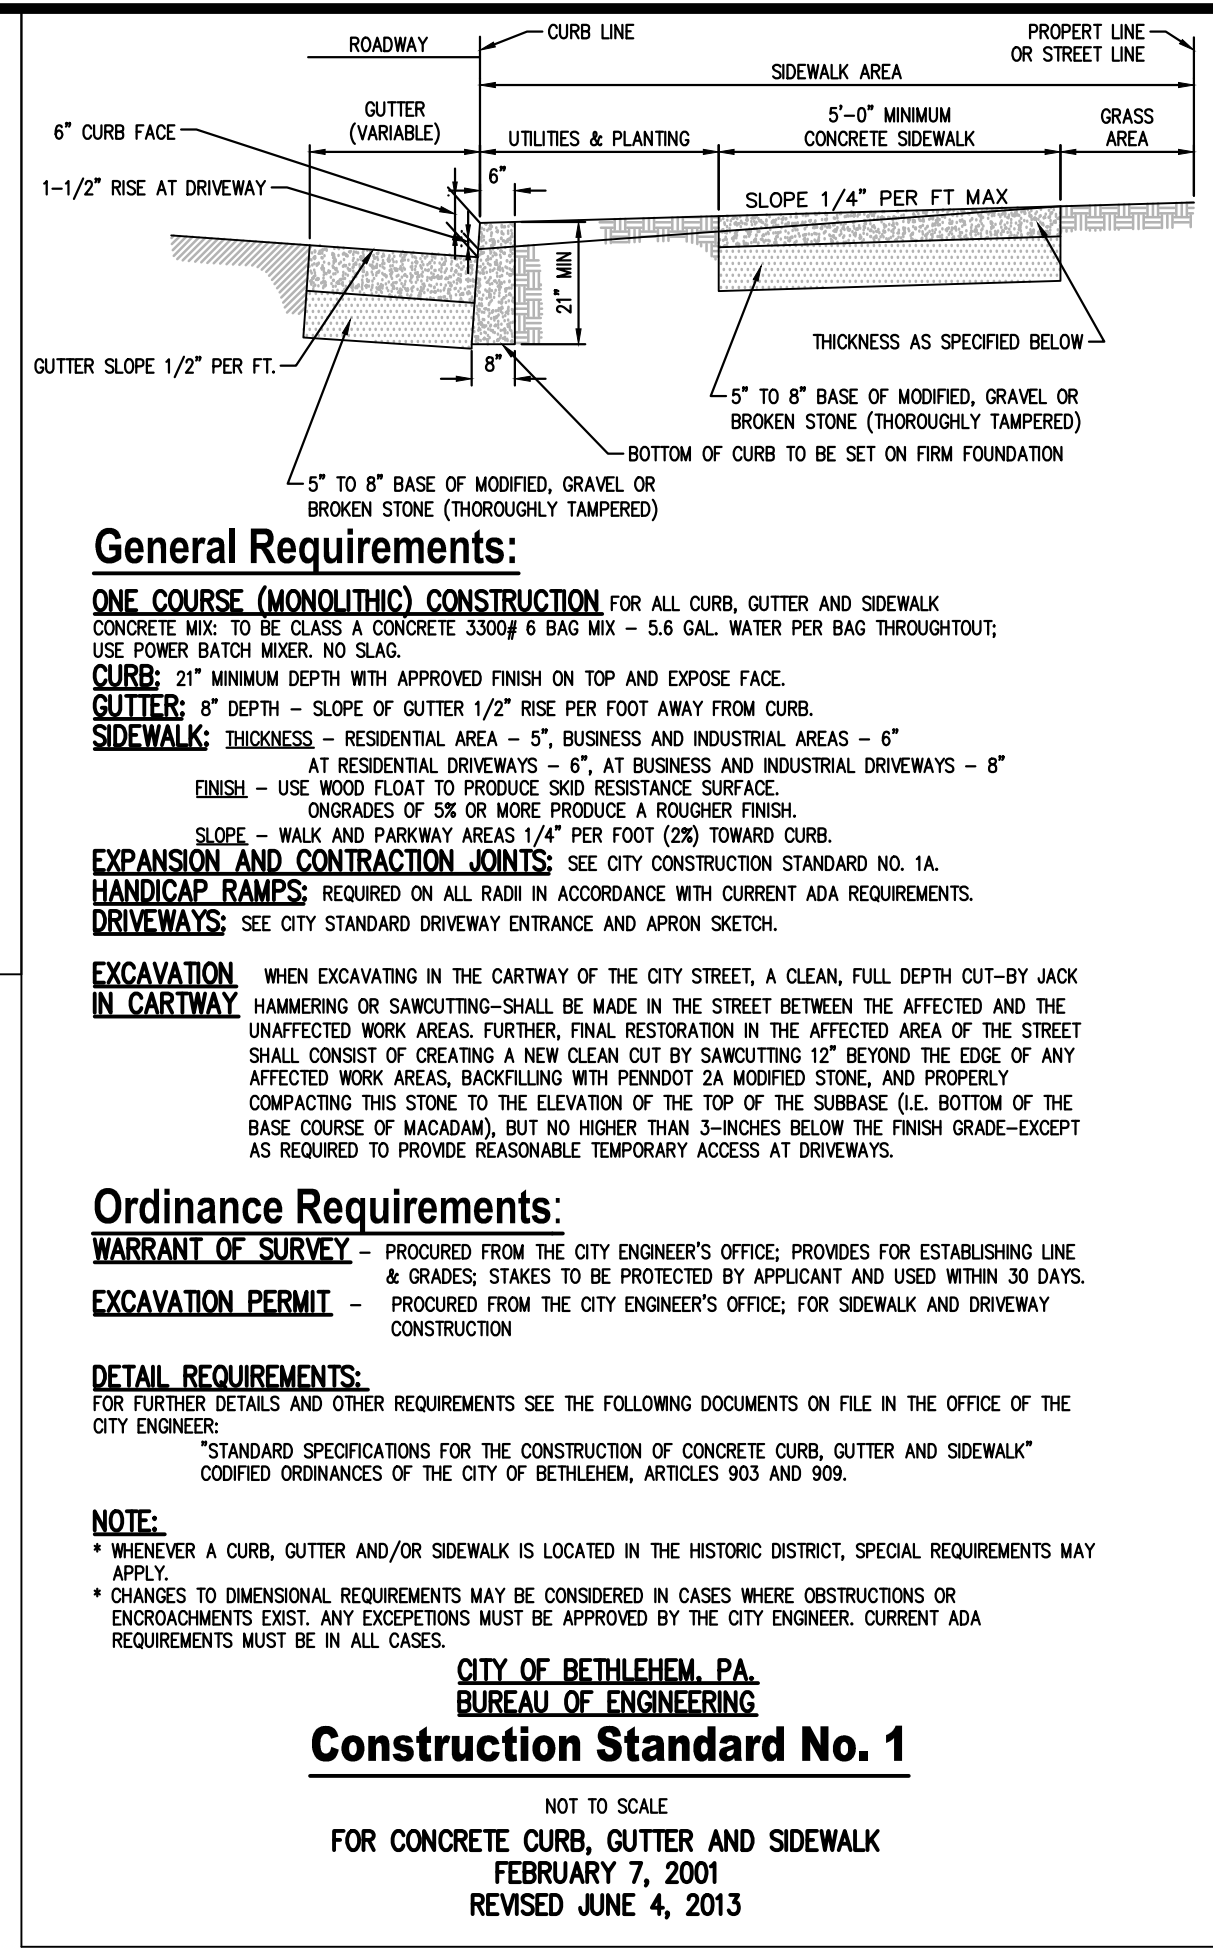 ROADWAY
CURB LINE
PROPERT LINE
OR STREET LINE
SIDEWALK AREA
GUTTER
(VARIABLE)
6" CURB FACE
UTILITIES & PLANTING
5'-0" MINIMUM
CONCRETE SIDEWALK
GRASS
AREA
1-1/2" RISE AT DRIVEWAY
6"
SLOPE 1/4" PER FT MAX
21" MIN
THICKNESS AS SPECIFIED BELOW
GUTTER SLOPE 1/2" PER FT.
8"
5" TO 8" BASE OF MODIFIED, GRAVEL OR
BROKEN STONE (THOROUGHLY TAMPERED)
BOTTOM OF CURB TO BE SET ON FIRM FOUNDATION
5" TO 8" BASE OF MODIFIED, GRAVEL OR
BROKEN STONE (THOROUGHLY TAMPERED)
General Requirements:
ONE COURSE (MONOLITHIC) CONSTRUCTION FOR ALL CURB, GUTTER AND SIDEWALK
CONCRETE MIX: TO BE CLASS A CONCRETE 3300# 6 BAG MIX - 5.6 GAL. WATER PER BAG THROUGHTOUT;
USE POWER BATCH MIXER. NO SLAG.
CURB: 21" MINIMUM DEPTH WITH APPROVED FINISH ON TOP AND EXPOSE FACE.
GUTTER: 8" DEPTH - SLOPE OF GUTTER 1/2" RISE PER FOOT AWAY FROM CURB.
SIDEWALK: THICKNESS - RESIDENTIAL AREA - 5", BUSINESS AND INDUSTRIAL AREAS - 6"
AT RESIDENTIAL DRIVEWAYS - 6", AT BUSINESS AND INDUSTRIAL DRIVEWAYS - 8"
FINISH - USE WOOD FLOAT TO PRODUCE SKID RESISTANCE SURFACE.
ONGRADES OF 5% OR MORE PRODUCE A ROUGHER FINISH.
SLOPE - WALK AND PARKWAY AREAS 1/4" PER FOOT (2%) TOWARD CURB.
EXPANSION AND CONTRACTION JOINTS: SEE CITY CONSTRUCTION STANDARD NO. 1A.
HANDICAP RAMPS: REQUIRED ON ALL RADII IN ACCORDANCE WITH CURRENT ADA REQUIREMENTS.
DRIVEWAYS: SEE CITY STANDARD DRIVEWAY ENTRANCE AND APRON SKETCH.
EXCAVATION WHEN EXCAVATING IN THE CARTWAY OF THE CITY STREET, A CLEAN, FULL DEPTH CUT-BY JACK
IN CARTWAY HAMMERING OR SAWCUTTING-SHALL BE MADE IN THE STREET BETWEEN THE AFFECTED AND THE
UNAFFECTED WORK AREAS. FURTHER, FINAL RESTORATION IN THE AFFECTED AREA OF THE STREET
SHALL CONSIST OF CREATING A NEW CLEAN CUT BY SAWCUTTING 12" BEYOND THE EDGE OF ANY
AFFECTED WORK AREAS, BACKFILLING WITH PENNDOT 2A MODIFIED STONE, AND PROPERLY
COMPACTING THIS STONE TO THE ELEVATION OF THE TOP OF THE SUBBASE (I.E. BOTTOM OF THE
BASE COURSE OF MACADAM), BUT NO HIGHER THAN 3-INCHES BELOW THE FINISH GRADE-EXCEPT
AS REQUIRED TO PROVIDE REASONABLE TEMPORARY ACCESS AT DRIVEWAYS.
Ordinance Requirements:
WARRANT OF SURVEY - PROCURED FROM THE CITY ENGINEER'S OFFICE; PROVIDES FOR ESTABLISHING LINE
& GRADES; STAKES TO BE PROTECTED BY APPLICANT AND USED WITHIN 30 DAYS.
EXCAVATION PERMIT - PROCURED FROM THE CITY ENGINEER'S OFFICE; FOR SIDEWALK AND DRIVEWAY
CONSTRUCTION
DETAIL REQUIREMENTS:
FOR FURTHER DETAILS AND OTHER REQUIREMENTS SEE THE FOLLOWING DOCUMENTS ON FILE IN THE OFFICE OF THE
CITY ENGINEER:
"STANDARD SPECIFICATIONS FOR THE CONSTRUCTION OF CONCRETE CURB, GUTTER AND SIDEWALK"
CODIFIED ORDINANCES OF THE CITY OF BETHLEHEM, ARTICLES 903 AND 909.
NOTE:
* WHENEVER A CURB, GUTTER AND/OR SIDEWALK IS LOCATED IN THE HISTORIC DISTRICT, SPECIAL REQUIREMENTS MAY
APPLY.
* CHANGES TO DIMENSIONAL REQUIREMENTS MAY BE CONSIDERED IN CASES WHERE OBSTRUCTIONS OR
ENCROACHMENTS EXIST. ANY EXCEPETIONS MUST BE APPROVED BY THE CITY ENGINEER. CURRENT ADA
REQUIREMENTS MUST BE IN ALL CASES.
CITY OF BETHLEHEM, PA.
BUREAU OF ENGINEERING
Construction Standard No. 1
NOT TO SCALE
FOR CONCRETE CURB, GUTTER AND SIDEWALK
FEBRUARY 7, 2001
REVISED JUNE 4, 2013